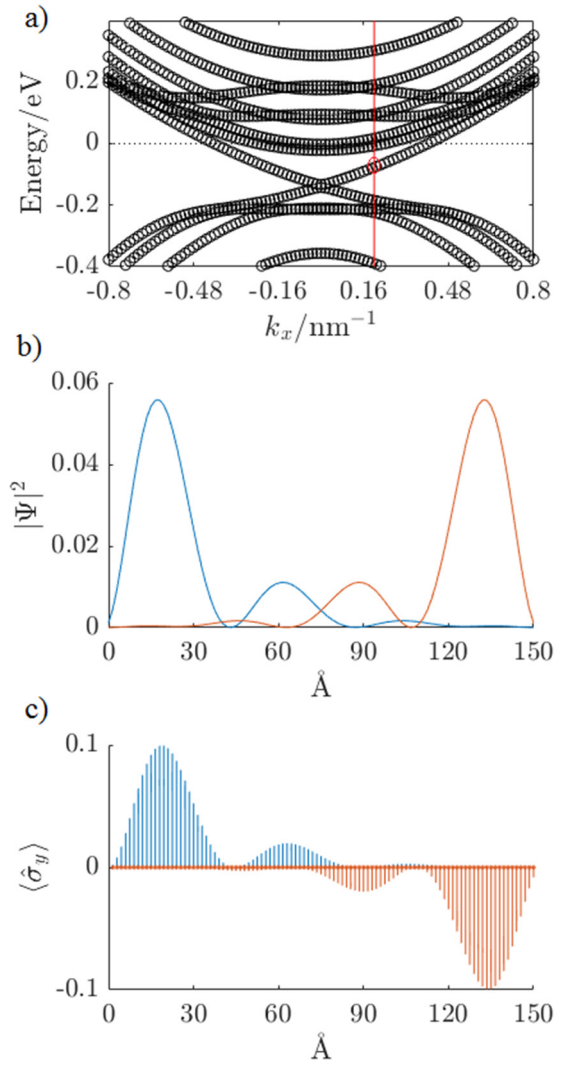 a)
Energy/eV
0.2
0
-0.2
-0.4
-0.8 -0.48 -0.16 0.16 0.48 0.8
k_x/nm⁻¹
b)
|Ψ|²
0.06
0.04
0.02
0
0 30 60 90 120 150
Å
c)
⟨σ̂_y⟩
0.1
0
-0.1
0 30 60 90 120 150
Å